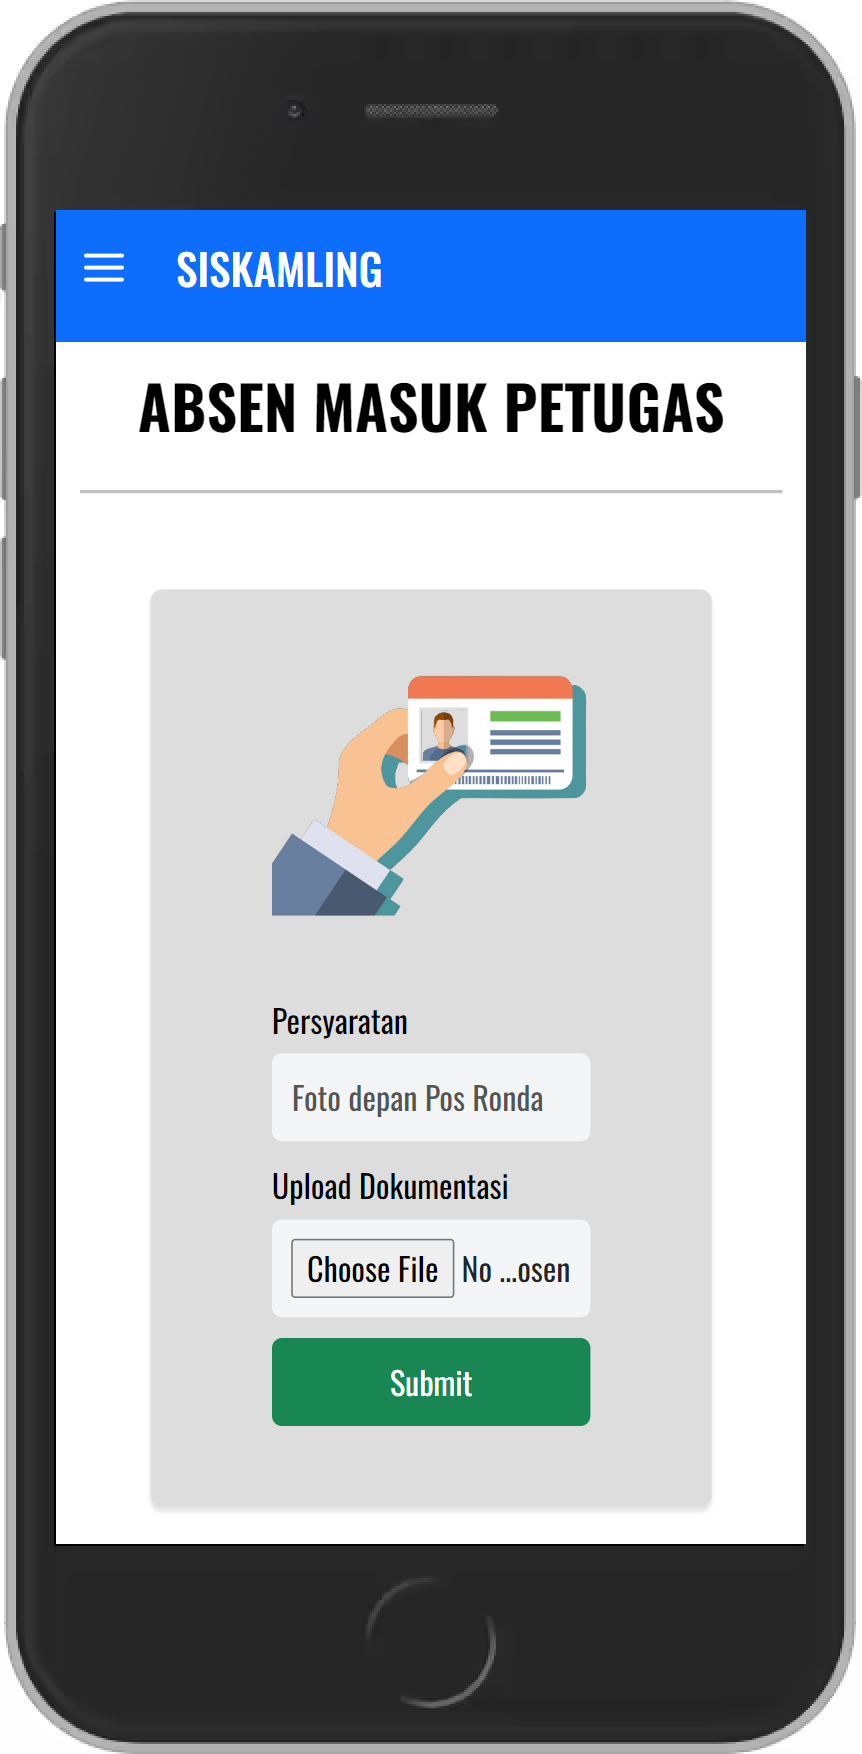 SISKAMLING
ABSEN MASUK PETUGAS
Persyaratan
Foto depan Pos Ronda
Upload Dokumentasi
Choose File No ...osen
Submit